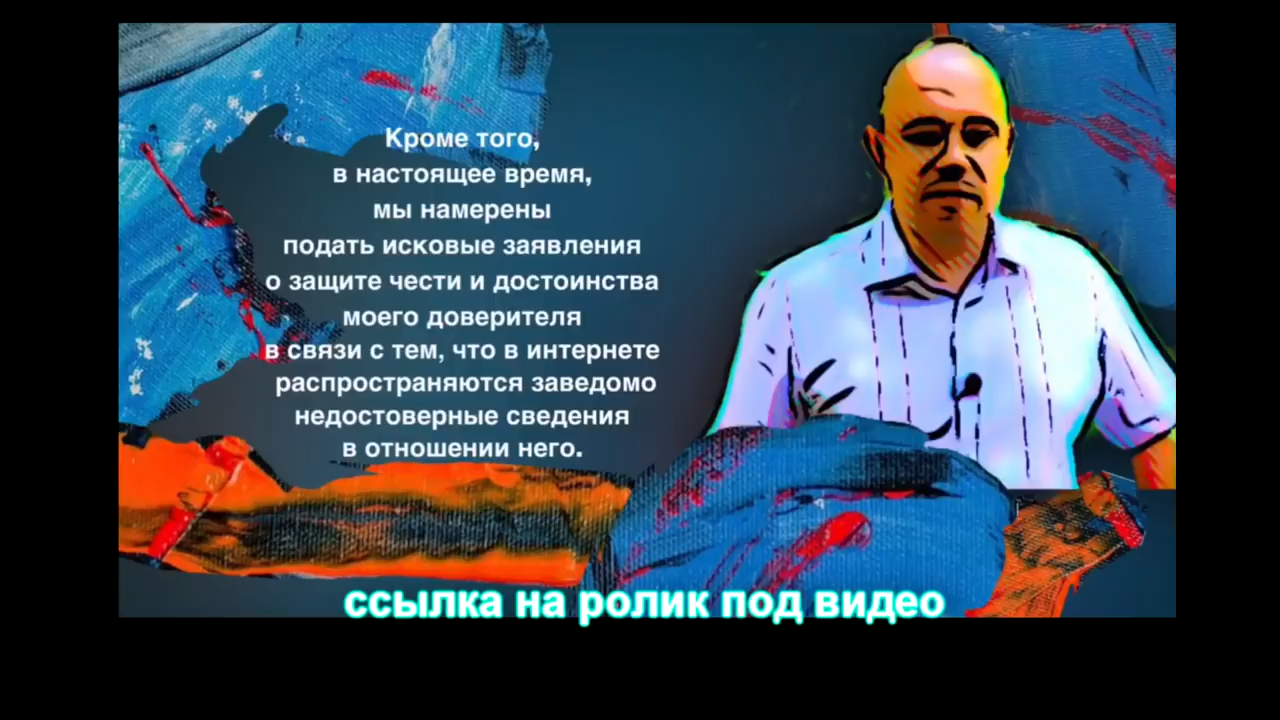 Кроме того,
в настоящее время,
мы намерены
подать исковые заявления
о защите чести и достоинства
моего доверителя
в связи с тем, что в интернете
распространяются заведомо
недостоверные сведения
в отношении него.
ссылка на ролик под видео